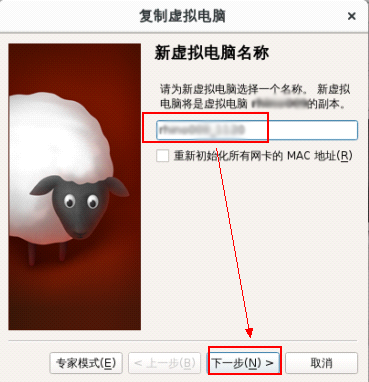 复制虚拟电脑
新虚拟电脑名称
请为新虚拟电脑选择一个名称。 新虚拟
电脑将是虚拟电脑 的副本。
重新初始化所有网卡的 MAC 地址(R)
专家模式(E) < 上一步(B) 下一步(N) > 取消